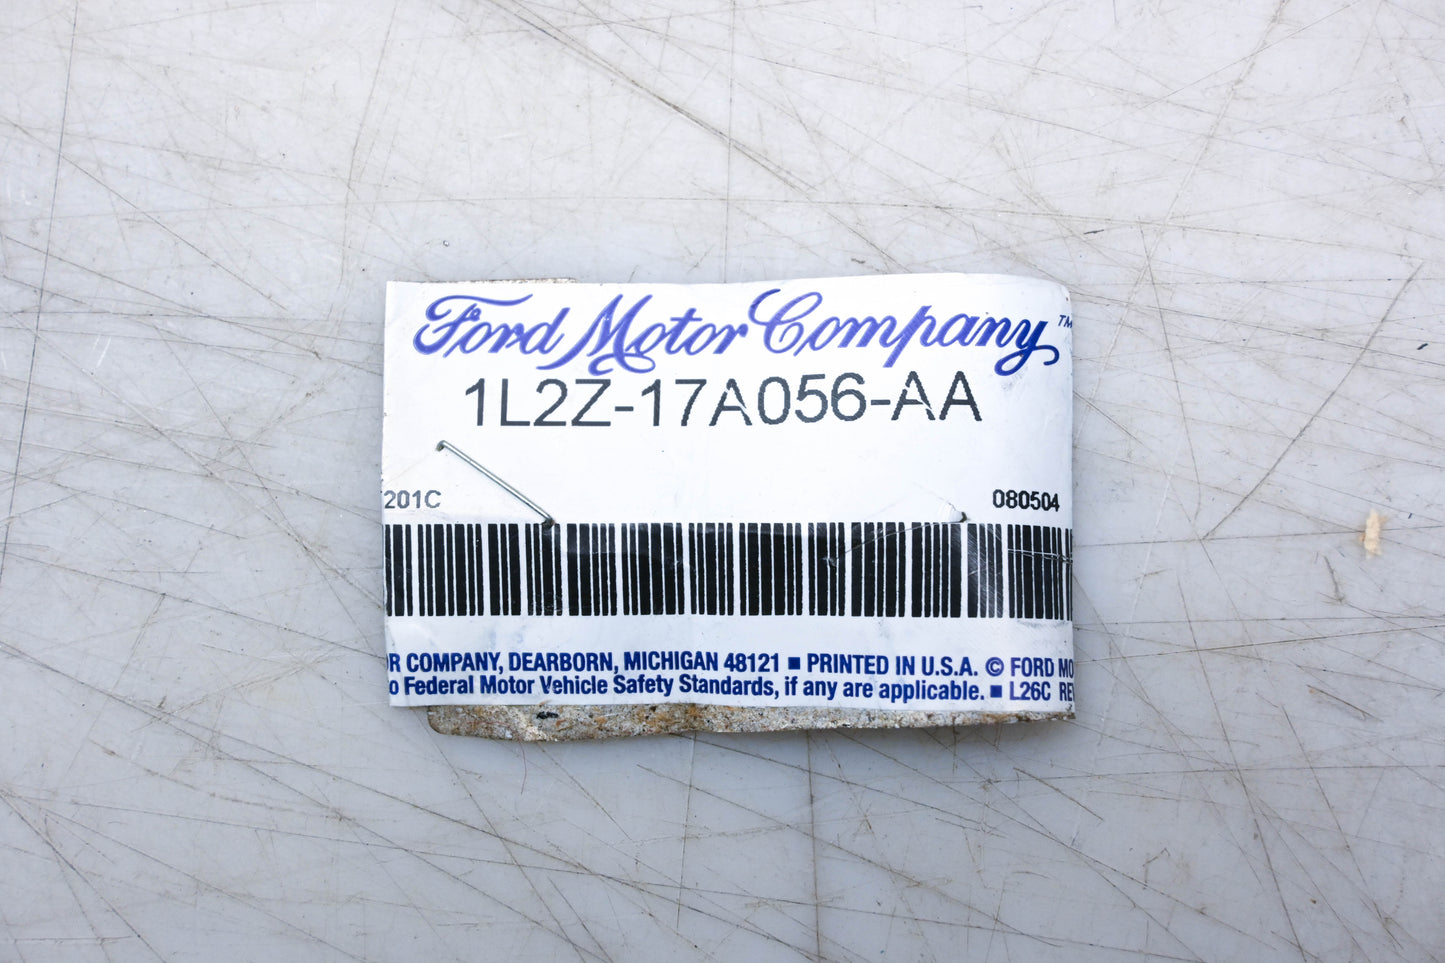 Ford Motor Company™
1L2Z-17A056-AA
201C 080504
R COMPANY, DEARBORN, MICHIGAN 48121 ■ PRINTED IN U.S.A. © FORD MO
o Federal Motor Vehicle Safety Standards, if any are applicable. ■ L26C RE